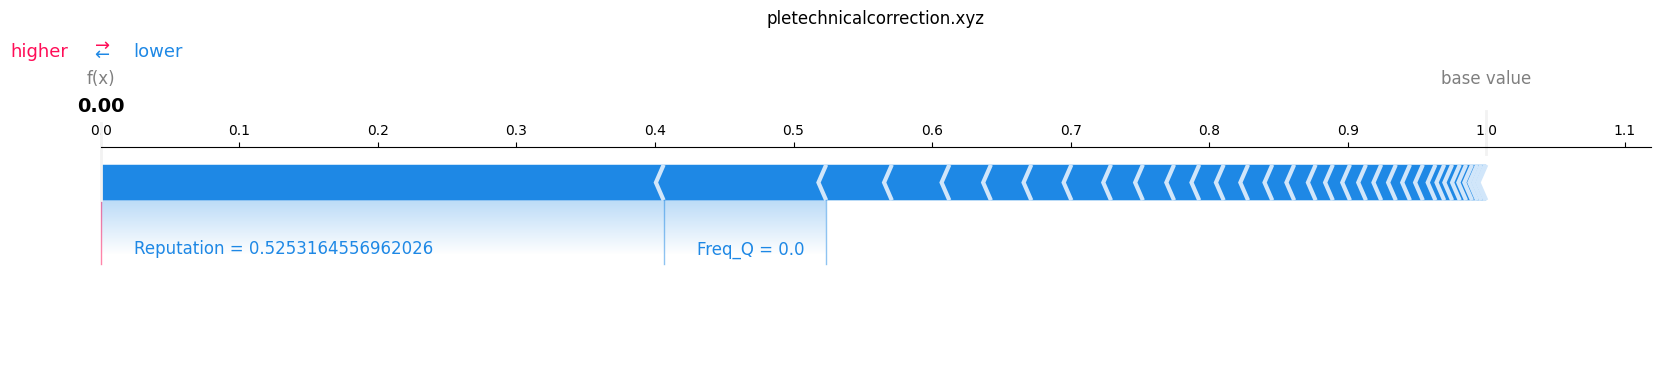 pletechnicalcorrection.xyz
higher → ← lower
f(x) base value
0.00
0 0 0.1 0.2 0.3 0.4 0.5 0.6 0.7 0.8 0.9 1 0 1.1
Reputation = 0.5253164556962026 Freq_Q = 0.0